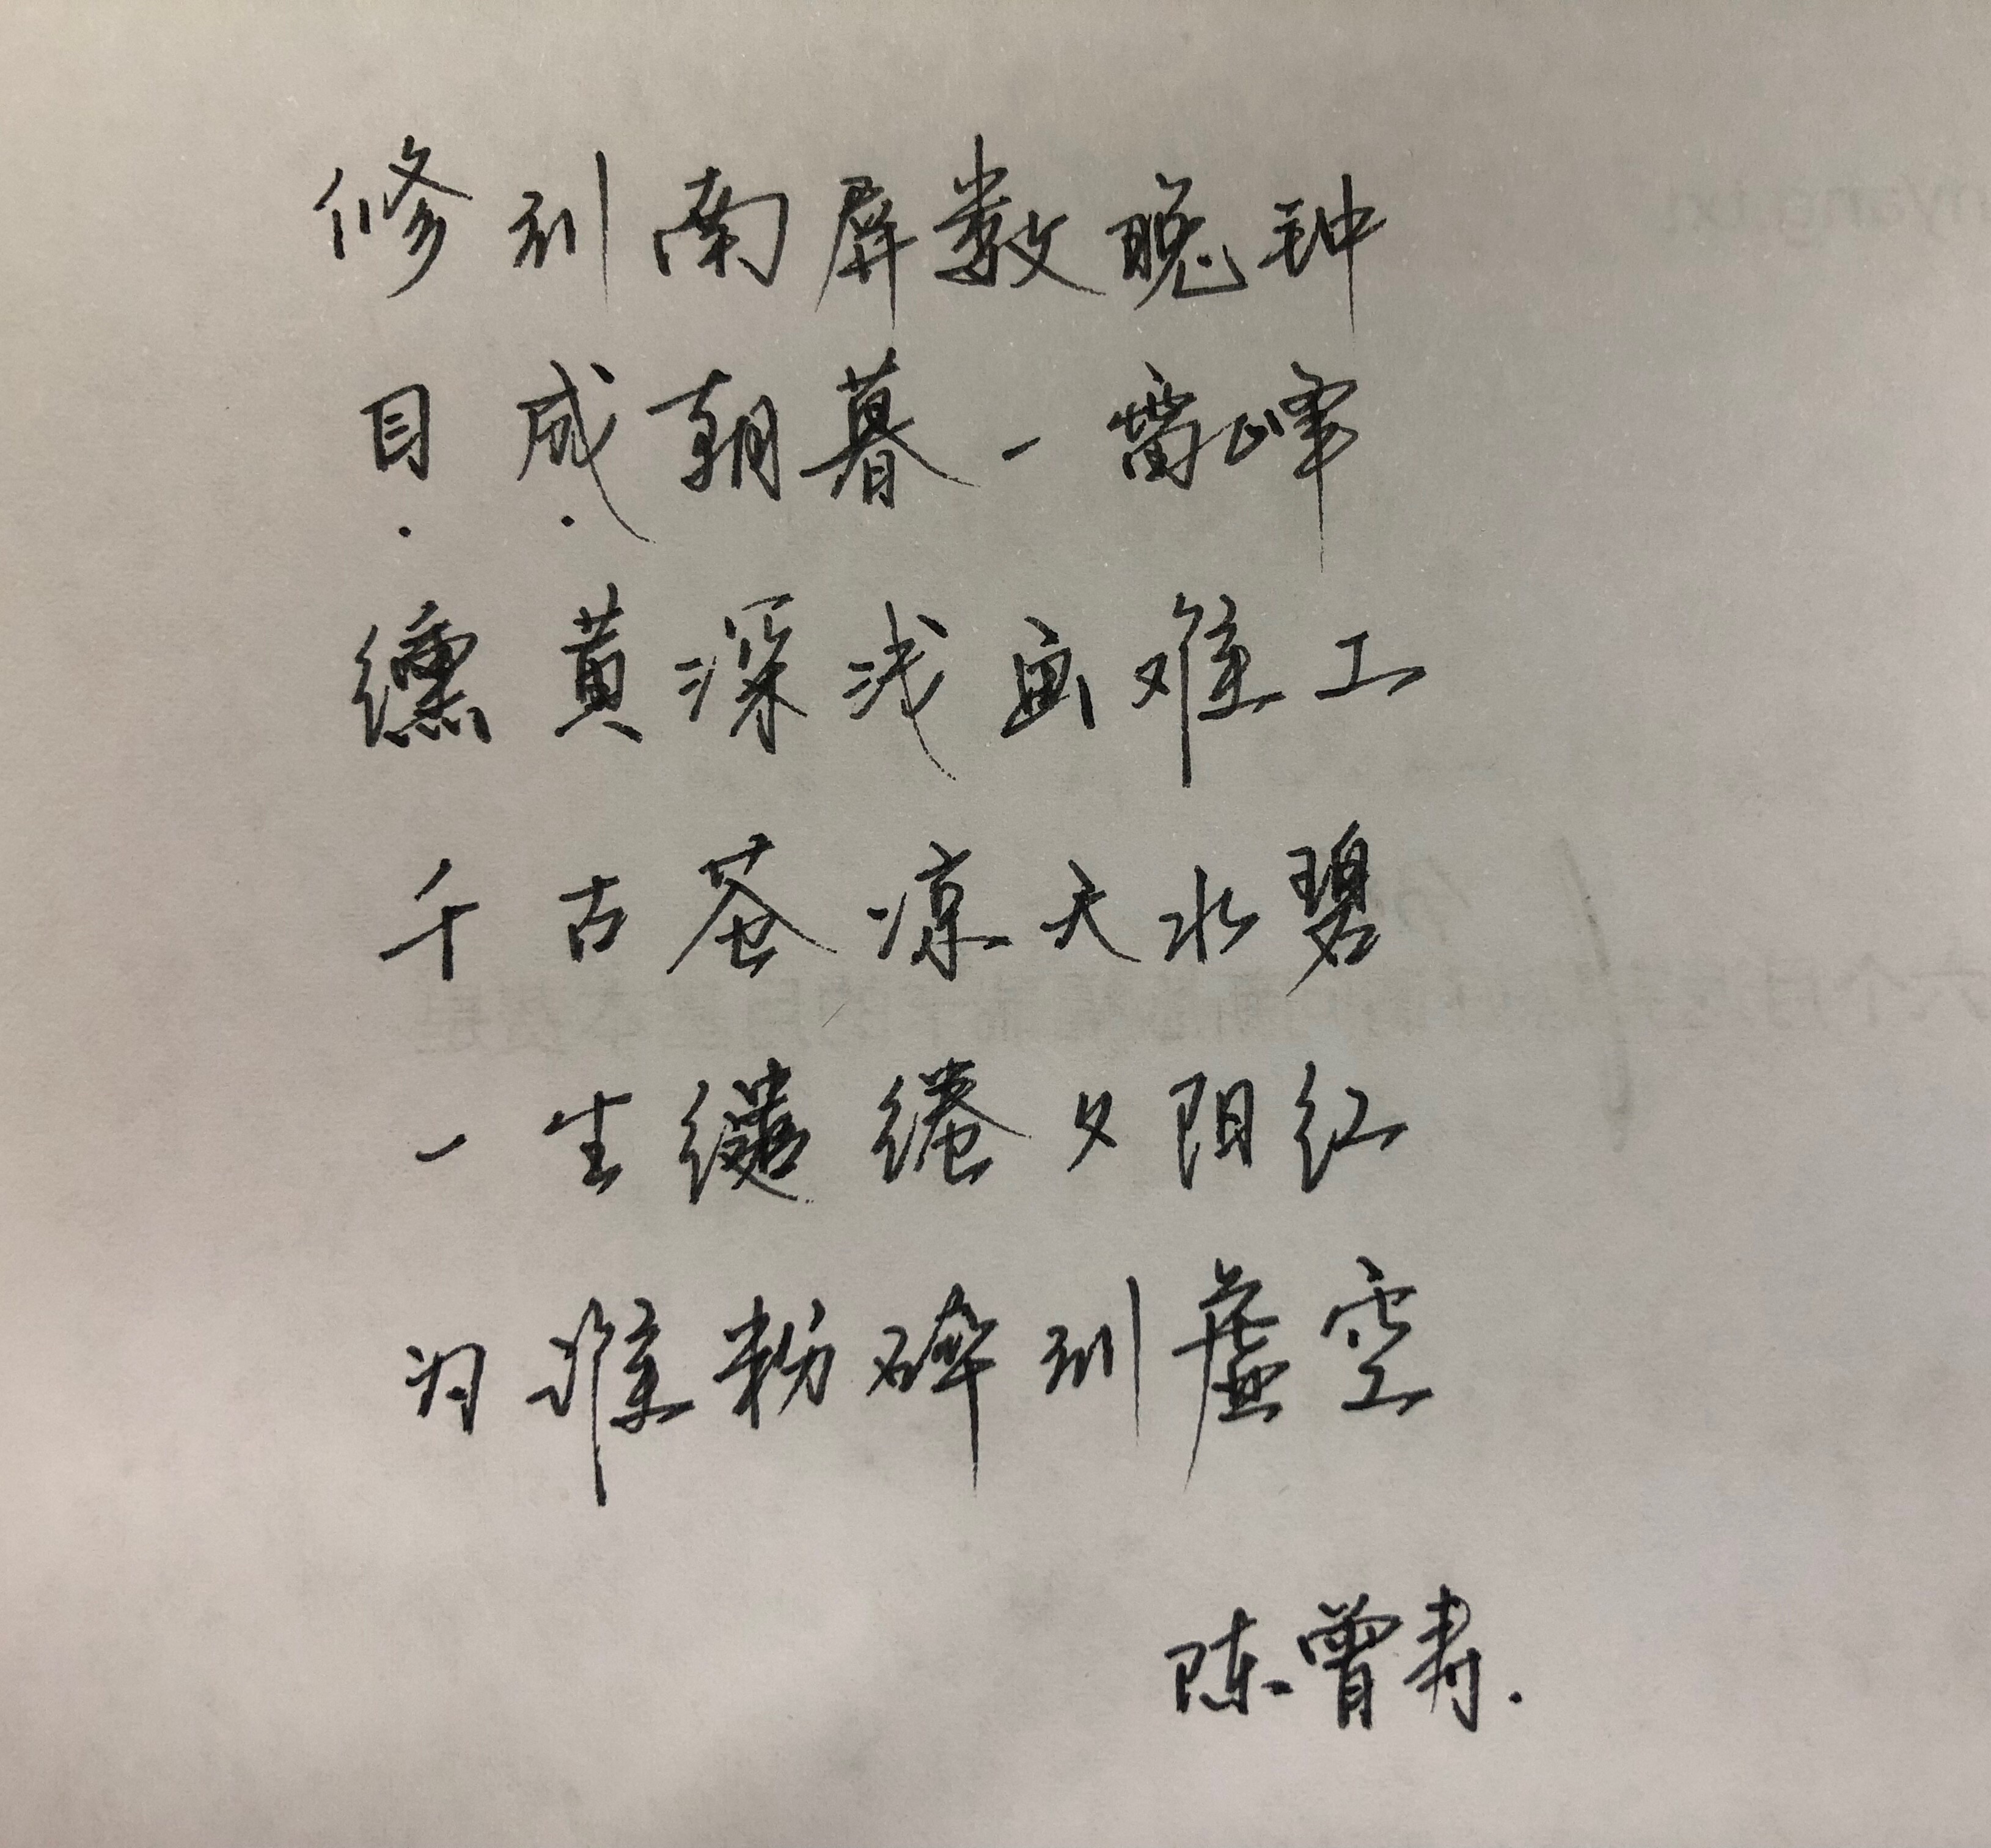 修到南屏数晚钟
目成朝暮一雷峰
纁黄深浅画难工
千古苍凉天水碧
一生缱绻夕阳红
为谁粉碎到虚空
陈曾寿.